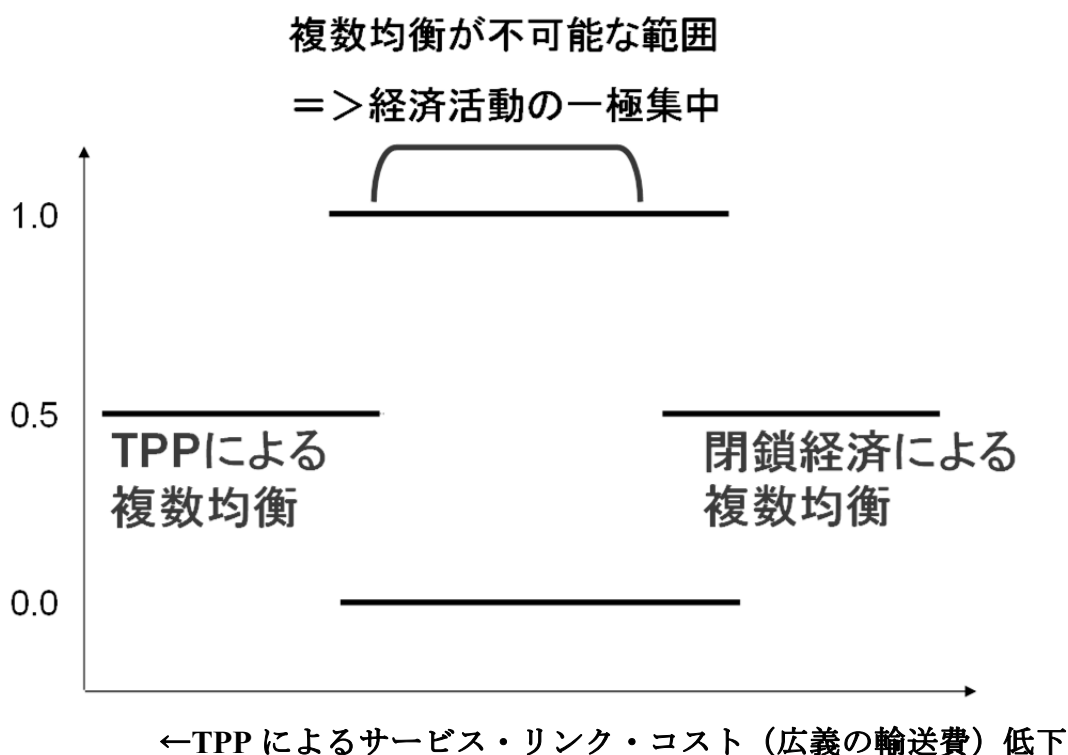 複数均衡が不可能な範囲
＝＞経済活動の一極集中
1.0
0.5
TPPによる
複数均衡
閉鎖経済による
複数均衡
0.0
←TPP によるサービス・リンク・コスト（広義の輸送費）低下